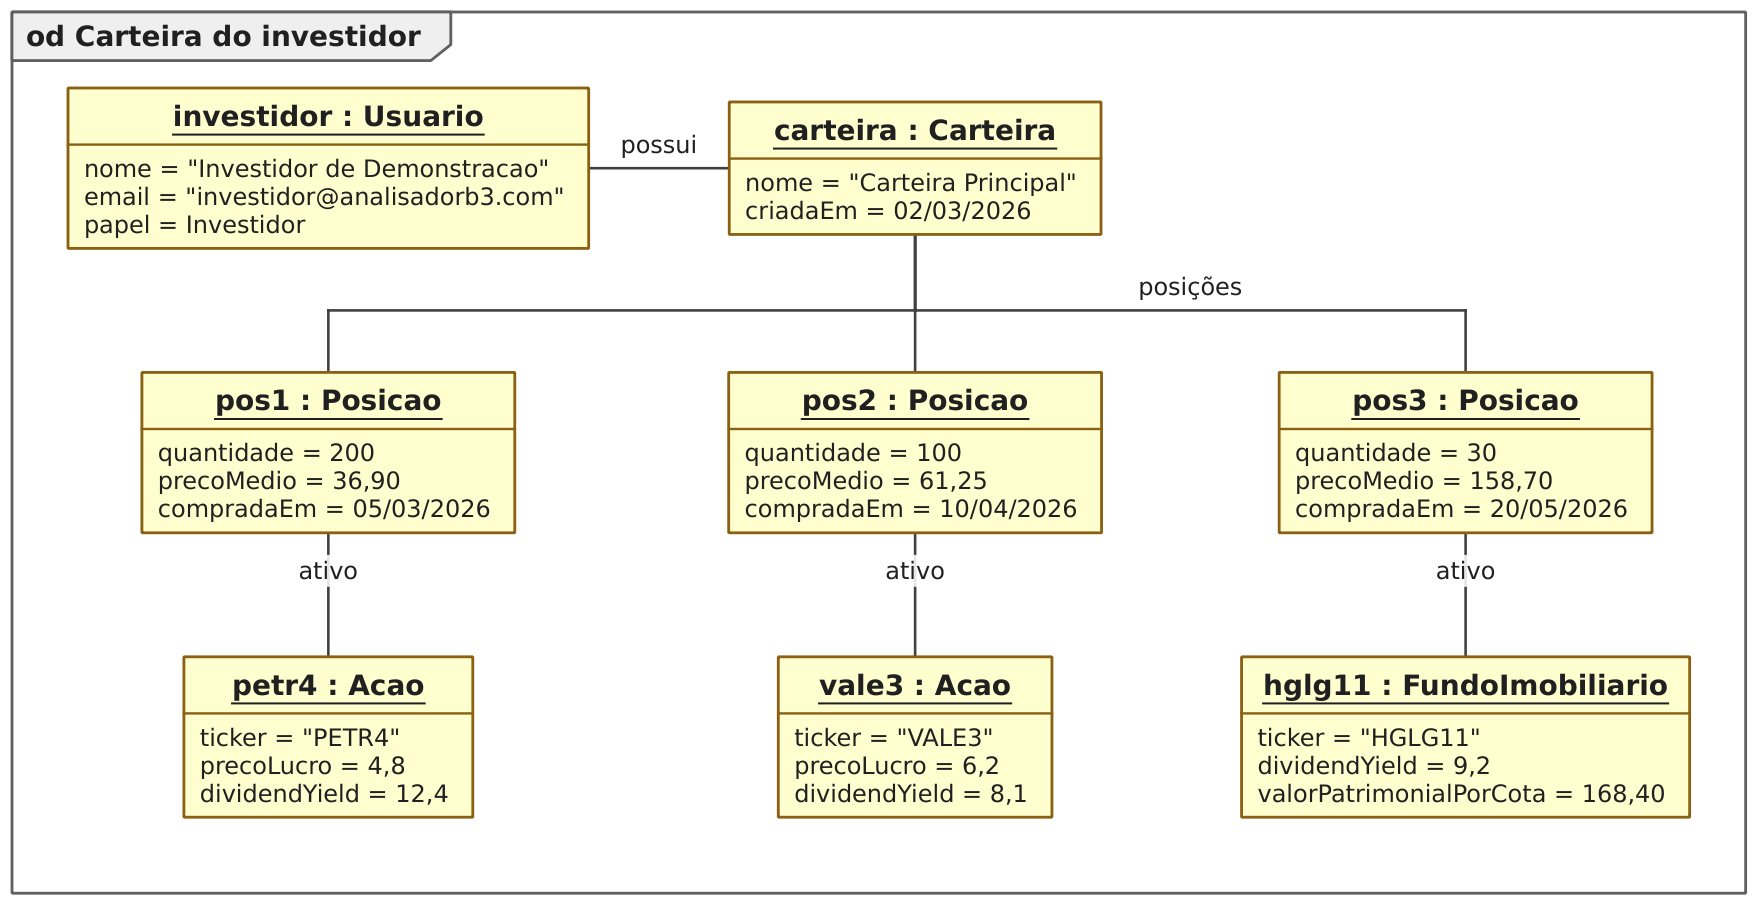 od Carteira do investidor
investidor : Usuario
nome = "Investidor de Demonstracao"
email = "investidor@analisadorb3.com"
papel = Investidor
possui
carteira : Carteira
nome = "Carteira Principal"
criadaEm = 02/03/2026
posições
pos1 : Posicao
quantidade = 200
precoMedio = 36,90
compradaEm = 05/03/2026
pos2 : Posicao
quantidade = 100
precoMedio = 61,25
compradaEm = 10/04/2026
pos3 : Posicao
quantidade = 30
precoMedio = 158,70
compradaEm = 20/05/2026
ativo
ativo
ativo
petr4 : Acao
ticker = "PETR4"
precoLucro = 4,8
dividendYield = 12,4
vale3 : Acao
ticker = "VALE3"
precoLucro = 6,2
dividendYield = 8,1
hglg11 : FundoImobiliario
ticker = "HGLG11"
dividendYield = 9,2
valorPatrimonialPorCota = 168,40